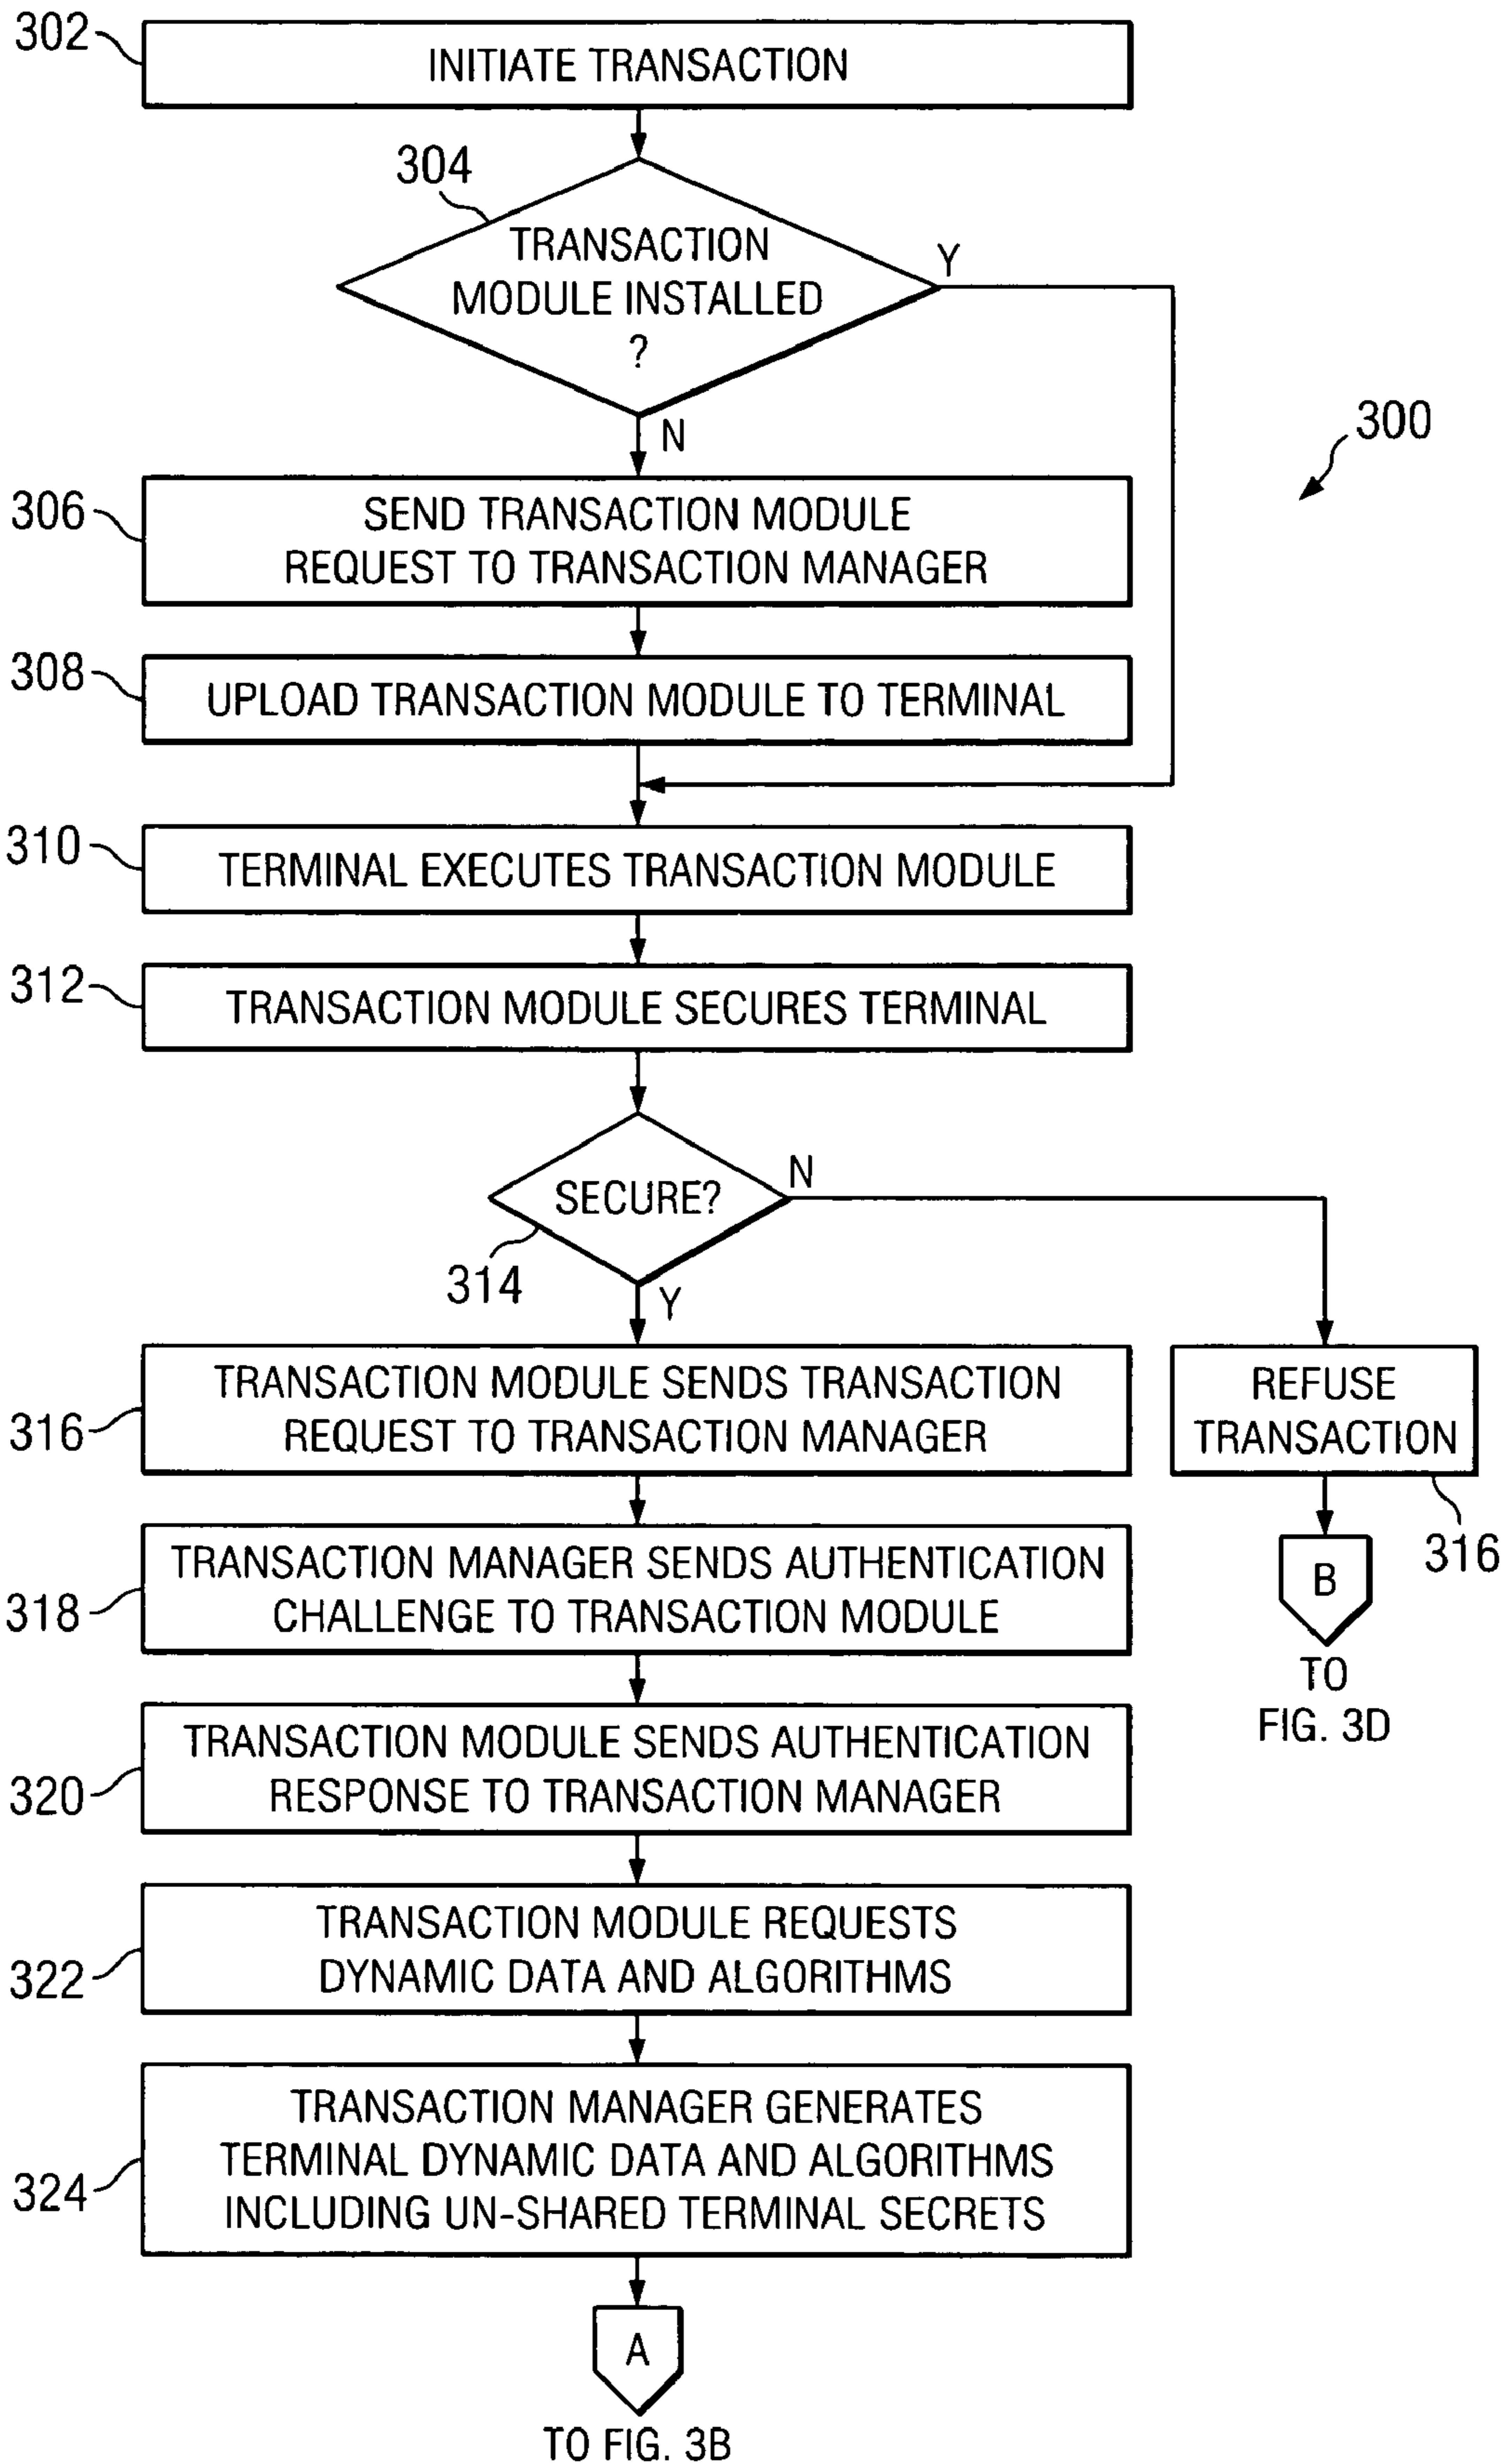 302
INITIATE TRANSACTION
304
TRANSACTION
MODULE INSTALLED
?
Y
N
300
306
SEND TRANSACTION MODULE
REQUEST TO TRANSACTION MANAGER
308
UPLOAD TRANSACTION MODULE TO TERMINAL
310
TERMINAL EXECUTES TRANSACTION MODULE
312
TRANSACTION MODULE SECURES TERMINAL
SECURE?
N
314
Y
316
TRANSACTION MODULE SENDS TRANSACTION
REQUEST TO TRANSACTION MANAGER
REFUSE
TRANSACTION
316
B
TO
FIG. 3D
318
TRANSACTION MANAGER SENDS AUTHENTICATION
CHALLENGE TO TRANSACTION MODULE
320
TRANSACTION MODULE SENDS AUTHENTICATION
RESPONSE TO TRANSACTION MANAGER
322
TRANSACTION MODULE REQUESTS
DYNAMIC DATA AND ALGORITHMS
324
TRANSACTION MANAGER GENERATES
TERMINAL DYNAMIC DATA AND ALGORITHMS
INCLUDING UN-SHARED TERMINAL SECRETS
A
TO FIG. 3B